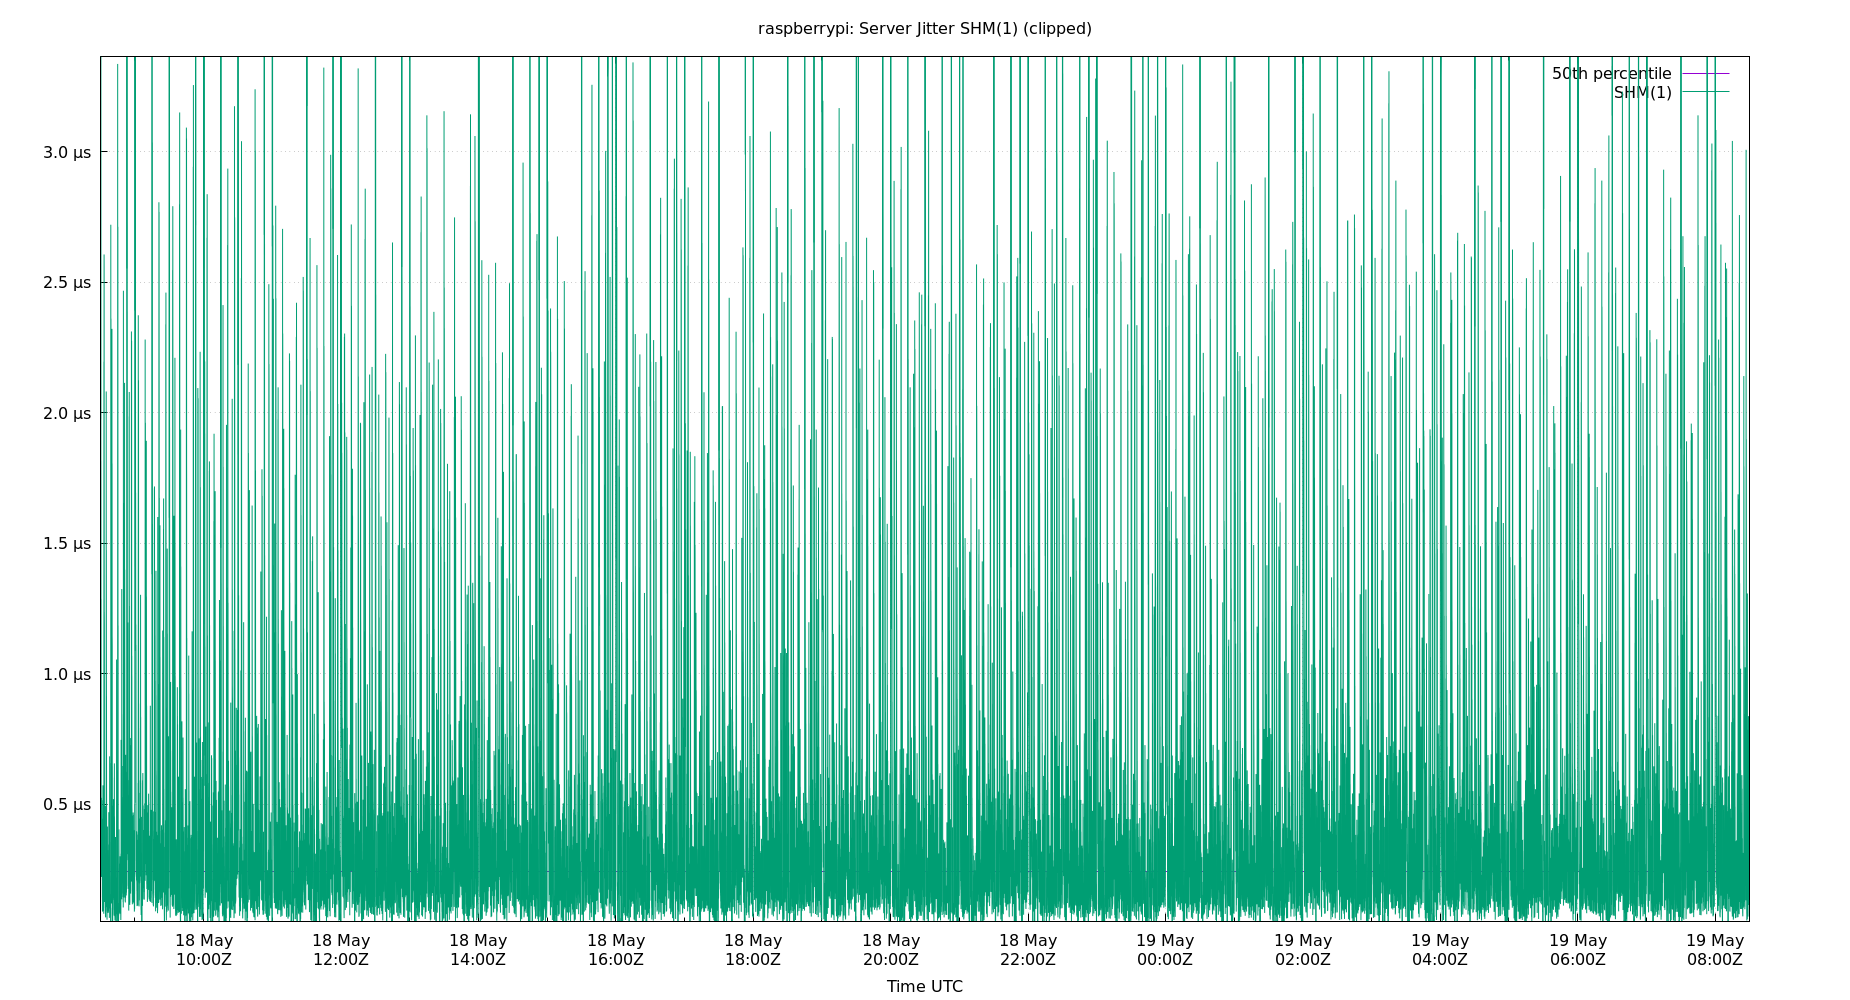 raspberrypi: Server Jitter SHM(1) (clipped)
50th percentile
SHM(1)
3.0 µs
2.5 µs
2.0 µs
1.5 µs
1.0 µs
0.5 µs
18 May 18 May 18 May 18 May 18 May 18 May 18 May 19 May 19 May 19 May 19 May 19 May
10:00Z 12:00Z 14:00Z 16:00Z 18:00Z 20:00Z 22:00Z 00:00Z 02:00Z 04:00Z 06:00Z 08:00Z
Time UTC